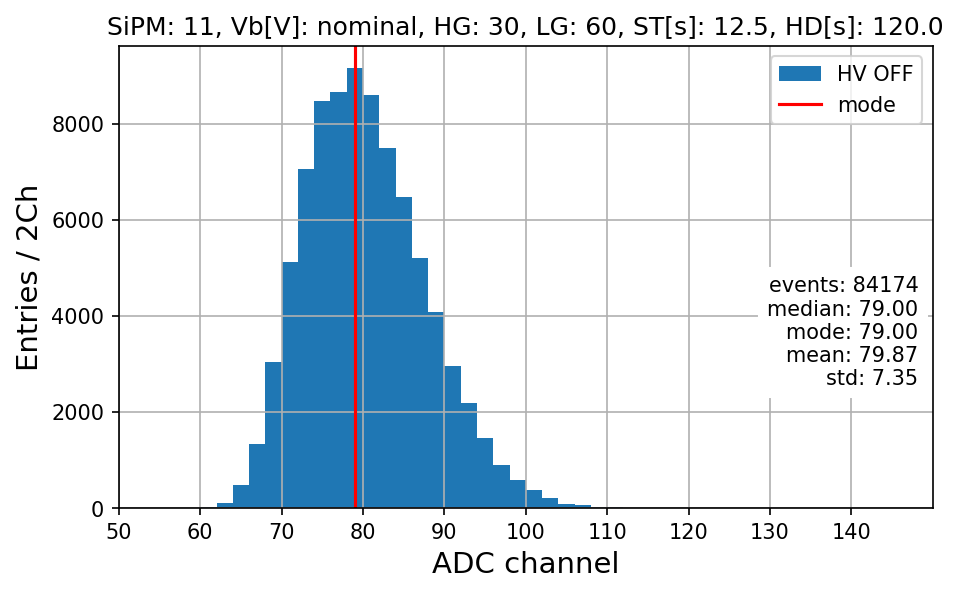 SiPM: 11, Vb[V]: nominal, HG: 30, LG: 60, ST[s]: 12.5, HD[s]: 120.0
HV OFF
mode
8000
6000
4000
2000
0
Entries / 2Ch
events: 84174
median: 79.00
mode: 79.00
mean: 79.87
std: 7.35
50 60 70 80 90 100 110 120 130 140
ADC channel